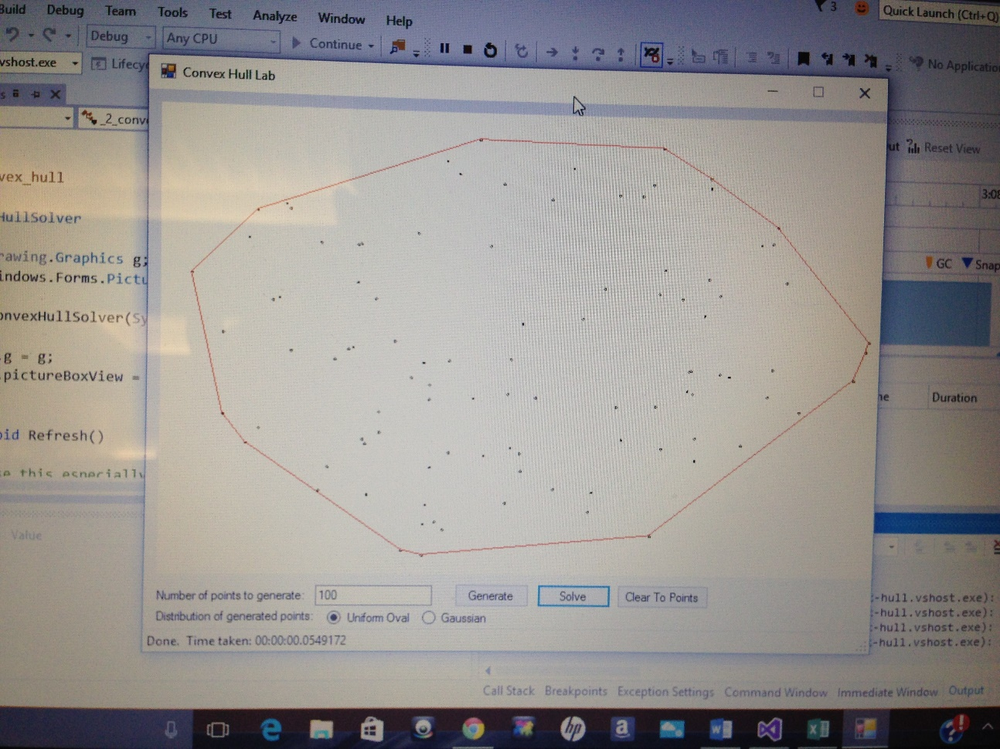 Build Debug Team Tools Test Analyze Window Help
3
Quick Launch (Ctrl+Q)
Debug Any CPU Continue
vshost.exe Lifecy No Applicatio
Convex Hull Lab
_2_conv
ut Reset View
vex_hull
3:08
HullSolver
rawing.Graphics g;
GC Snap
indows.Forms.Pictu
onvexHullSolver(Sy
.g = g;
.pictureBoxView =
ne Duration
oid Refresh()
e this especially
Value
Number of points to generate: 100 Generate Solve Clear To Points
Distribution of generated points: Uniform Oval Gaussian
Done. Time taken: 00:00:00.0549172
-hull.vshost.exe):
-hull.vshost.exe):
-hull.vshost.exe):
-hull.vshost.exe):
Call Stack Breakpoints Exception Settings Command Window Immediate Window Output
hp
a